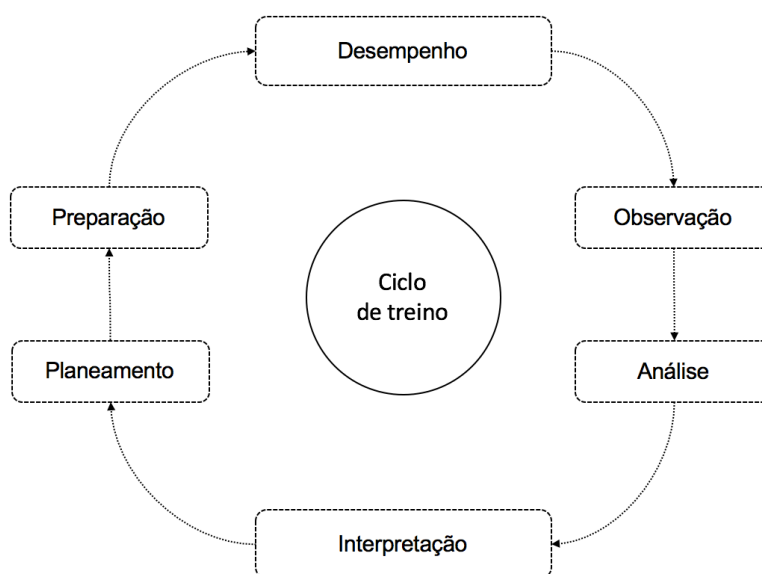 Desempenho
Preparação
Observação
Ciclo
de treino
Planeamento
Análise
Interpretação